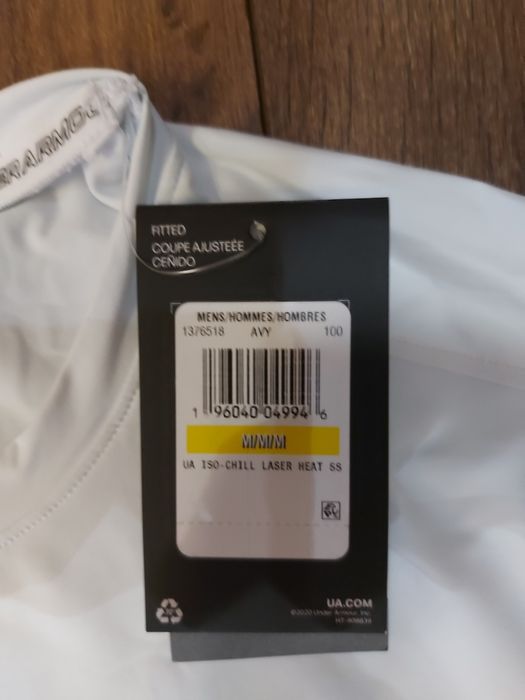 FITTED
COUPE AJUSTEÉE
CEÑIDO
MENS/HOMMES/HOMBRES
1376518 AVY 100
1 96040 04994 6
M/M/M
UA ISO-CHILL LASER HEAT SS
UA.COM
©2020 Under Armour, Inc.